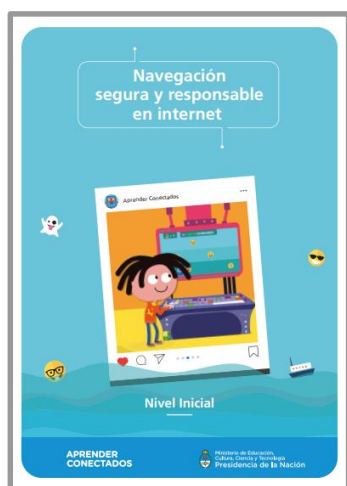 Navegación
segura y responsable
en internet
Aprender Conectados
Nivel Inicial
APRENDER
CONECTADOS
Ministerio de Educación,
Cultura, Ciencia y Tecnología
Presidencia de la Nación